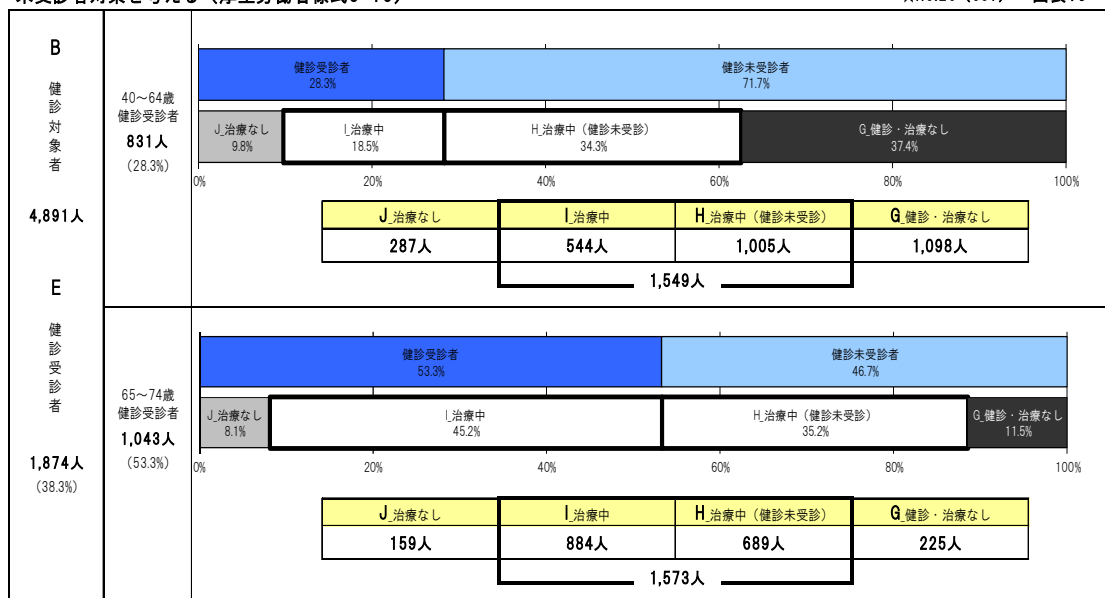 B
健診対象者
4,891人
E
健診受診者
1,874人
(38.3%)
40～64歳
健診受診者
831人
(28.3%)
健診受診者
28.3%
健診未受診者
71.7%
J_治療なし
9.8%
I_治療中
18.5%
H_治療中（健診未受診）
34.3%
G_健診・治療なし
37.4%
0% 20% 40% 60% 80% 100%
J_治療なし I_治療中 H_治療中（健診未受診） G_健診・治療なし
287人 544人 1,005人 1,098人
1,549人
65～74歳
健診受診者
1,043人
(53.3%)
健診受診者
53.3%
健診未受診者
46.7%
J_治療なし
8.1%
I_治療中
45.2%
H_治療中（健診未受診）
35.2%
G_健診・治療なし
11.5%
0% 20% 40% 60% 80% 100%
J_治療なし I_治療中 H_治療中（健診未受診） G_健診・治療なし
159人 884人 689人 225人
1,573人